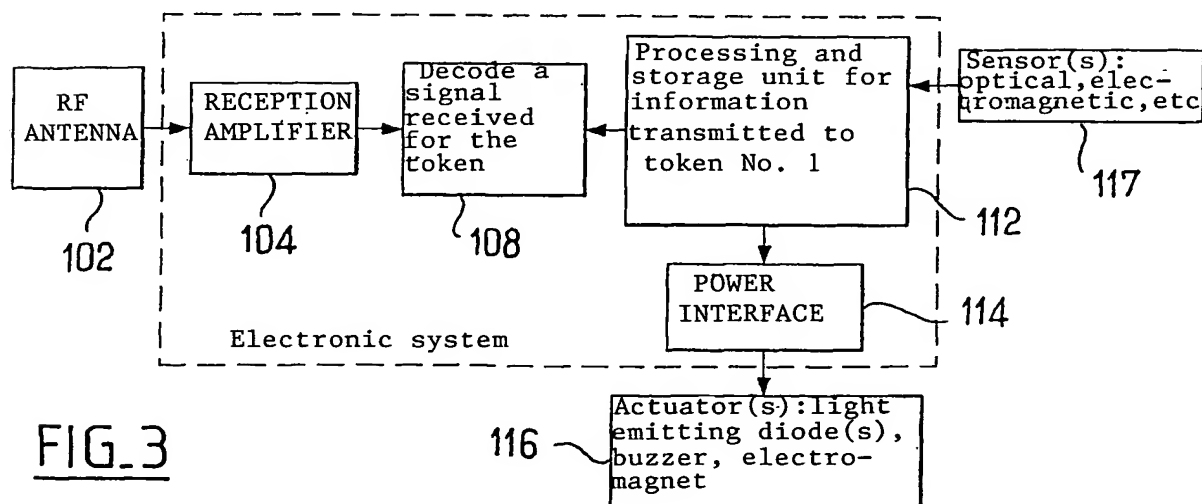 RF
ANTENNA
102
RECEPTION
AMPLIFIER
104
Decode a
signal
received
for the
token
108
Processing and
storage unit for
information
transmitted to
token No. 1
112
Sensor(s):
optical,elec-
tromagnetic,etc
117
POWER
INTERFACE
114
Electronic system
Actuator(s):light
emitting diode(s),
buzzer, electro-
magnet
116
FIG_3